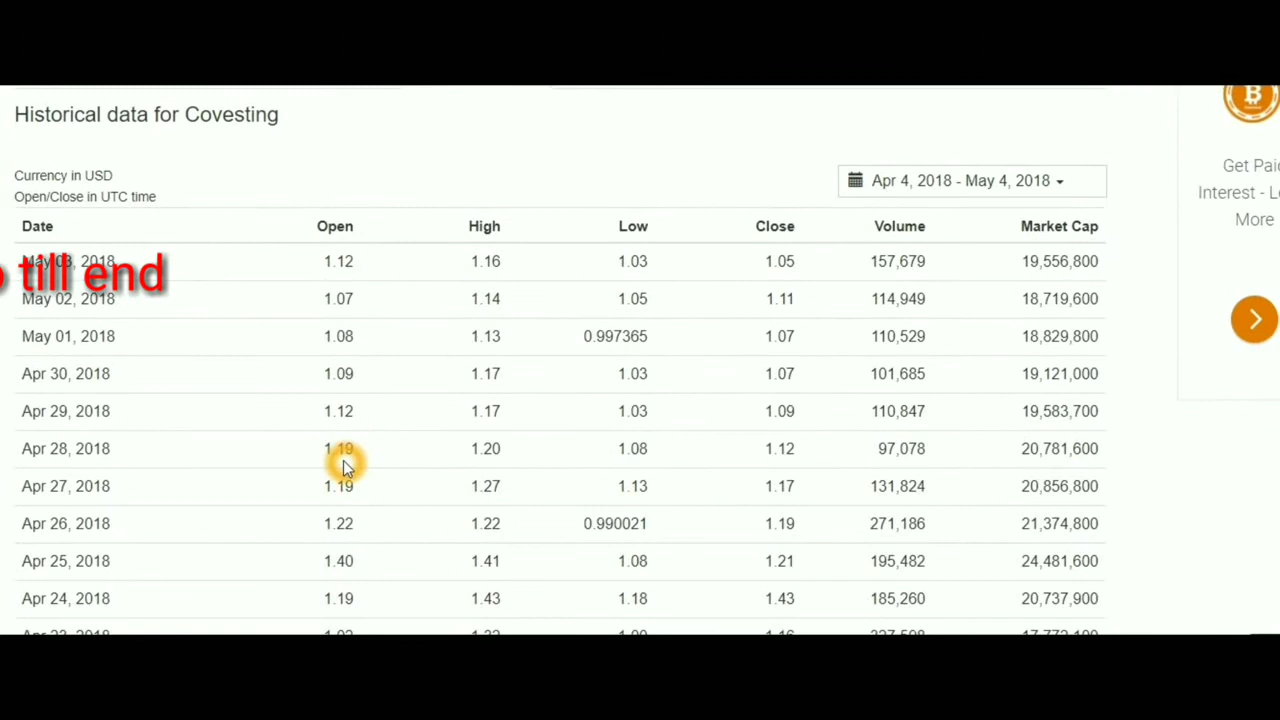 Historical data for Covesting
Currency in USD
Open/Close in UTC time
Apr 4, 2018 - May 4, 2018
Get Paid
Interest - L
More
Date Open High Low Close Volume Market Cap
May 03, 2018 1.12 1.16 1.03 1.05 157,679 19,556,800
till end
May 02, 2018 1.07 1.14 1.05 1.11 114,949 18,719,600
May 01, 2018 1.08 1.13 0.997365 1.07 110,529 18,829,800
Apr 30, 2018 1.09 1.17 1.03 1.07 101,685 19,121,000
Apr 29, 2018 1.12 1.17 1.03 1.09 110,847 19,583,700
Apr 28, 2018 1.19 1.20 1.08 1.12 97,078 20,781,600
Apr 27, 2018 1.19 1.27 1.13 1.17 131,824 20,856,800
Apr 26, 2018 1.22 1.22 0.990021 1.19 271,186 21,374,800
Apr 25, 2018 1.40 1.41 1.08 1.21 195,482 24,481,600
Apr 24, 2018 1.19 1.43 1.18 1.43 185,260 20,737,900